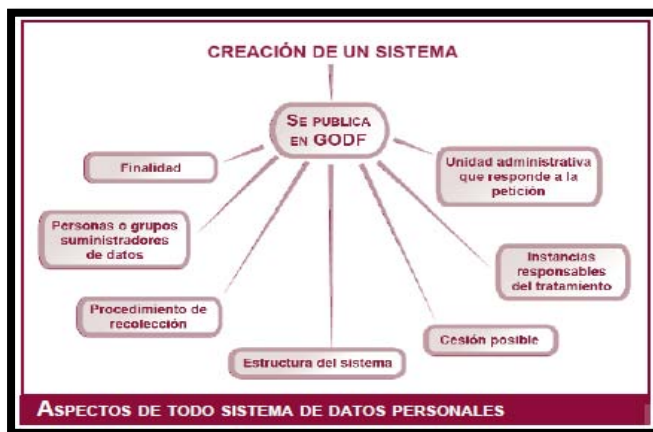 CREACIÓN DE UN SISTEMA
SE PUBLICA
EN GODF
Finalidad
Unidad administrativa
que responde a la
petición
Personas o grupos
suministradores
de datos
Instancias
responsables
del tratamiento
Procedimiento de
recolección
Cesión posible
Estructura del sistema
ASPECTOS DE TODO SISTEMA DE DATOS PERSONALES